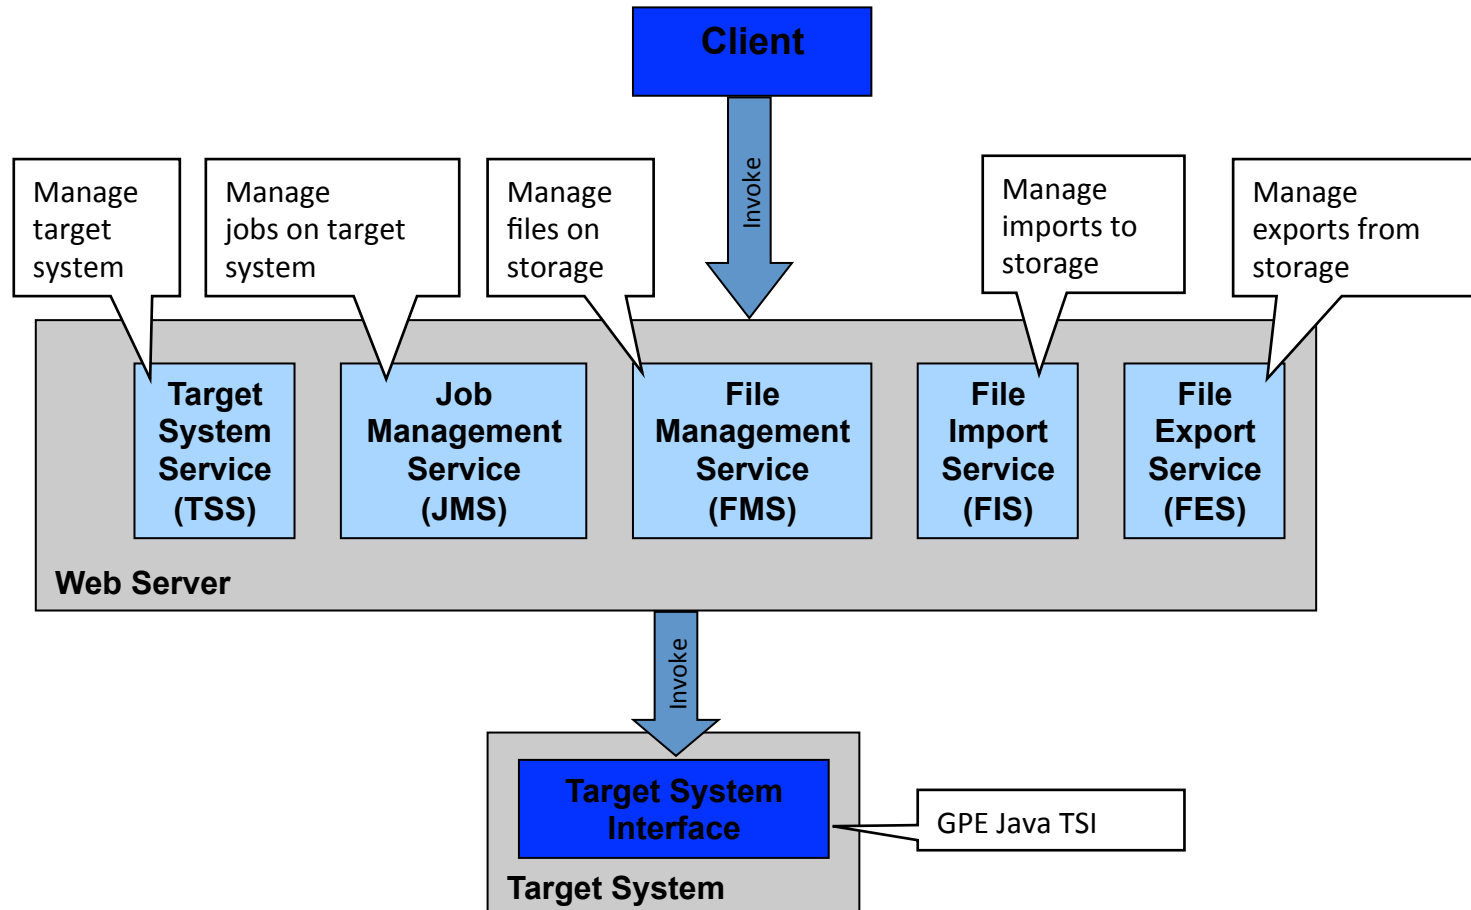 Client
Invoke
Manage
target
system
Manage
jobs on target
system
Manage
files on
storage
Manage
imports to
storage
Manage
exports from
storage
Target
System
Service
(TSS)
Job
Management
Service
(JMS)
File
Management
Service
(FMS)
File
Import
Service
(FIS)
File
Export
Service
(FES)
Web Server
Invoke
Target System
Interface
GPE Java TSI
Target System